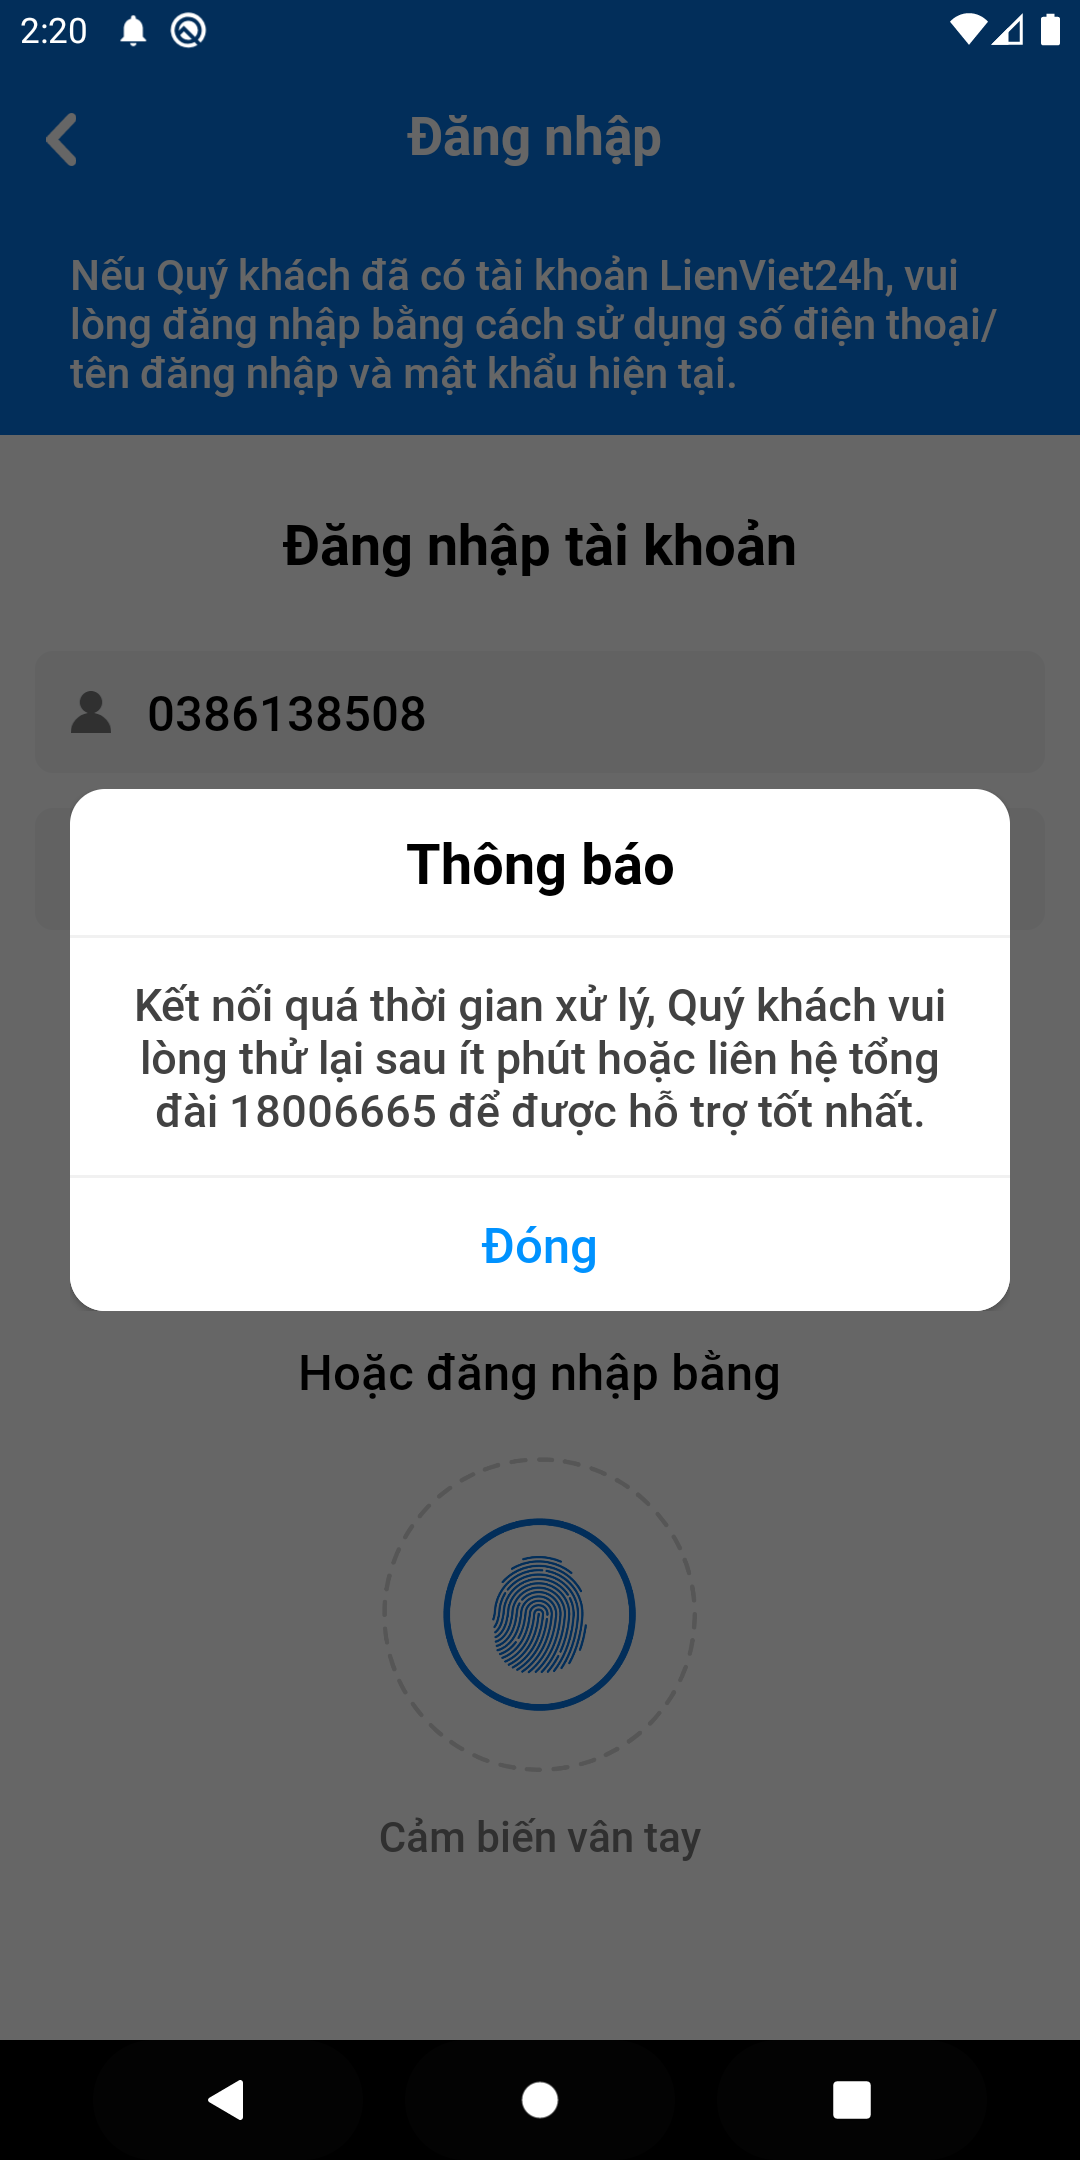 2:20
Đăng nhập
Nếu Quý khách đã có tài khoản LienViet24h, vui
lòng đăng nhập bằng cách sử dụng số điện thoại/
tên đăng nhập và mật khẩu hiện tại.
Đăng nhập tài khoản
0386138508
Thông báo
Kết nối quá thời gian xử lý, Quý khách vui
lòng thử lại sau ít phút hoặc liên hệ tổng
đài 18006665 để được hỗ trợ tốt nhất.
Đóng
Hoặc đăng nhập bằng
Cảm biến vân tay